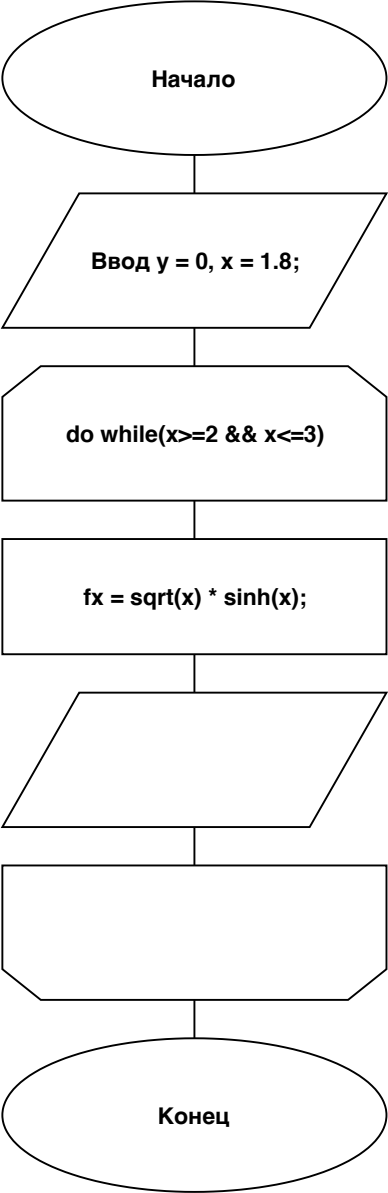 Начало
Ввод y = 0, x = 1.8;
do while(x>=2 && x<=3)
fx = sqrt(x) * sinh(x);
Конец